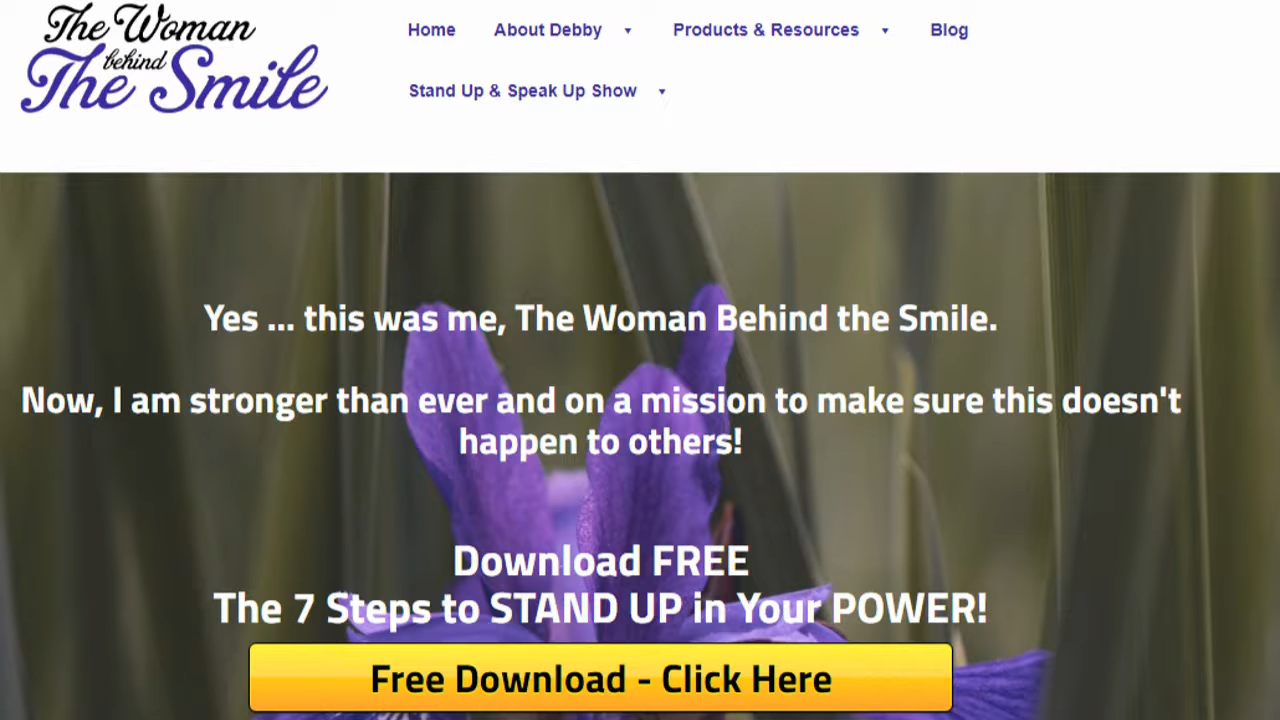 The Woman
behind
The Smile
Home About Debby Products & Resources Blog
Stand Up & Speak Up Show
Yes ... this was me, The Woman Behind the Smile.
Now, I am stronger than ever and on a mission to make sure this doesn't
happen to others!
Download FREE
The 7 Steps to STAND UP in Your POWER!
Free Download - Click Here